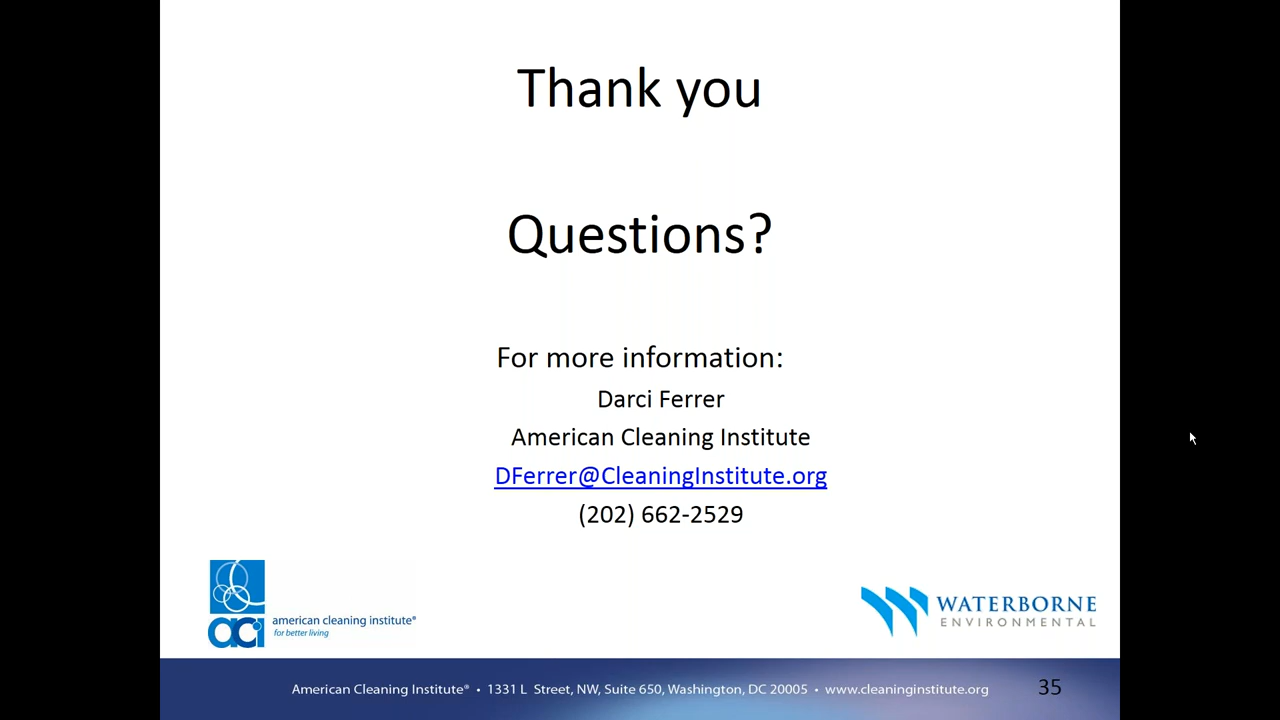 Thank you
Questions?
For more information:
Darci Ferrer
American Cleaning Institute
DFerrer@CleaningInstitute.org
(202) 662-2529
aci
american cleaning institute®
for better living
WATERBORNE
ENVIRONMENTAL
American Cleaning Institute® • 1331 L Street, NW, Suite 650, Washington, DC 20005 • www.cleaninginstitute.org
35